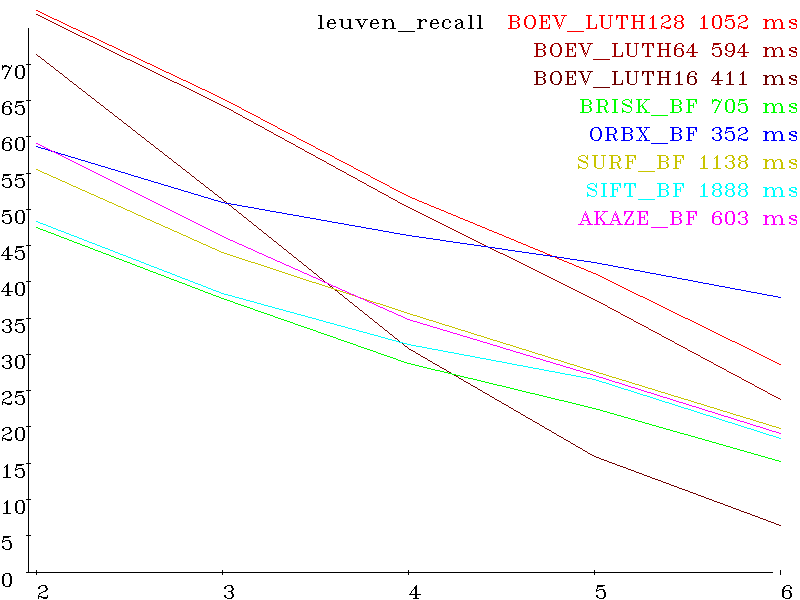 leuven_recall BOEV_LUTH128 1052 ms
BOEV_LUTH64 594 ms
BOEV_LUTH16 411 ms
BRISK_BF 705 ms
ORBX_BF 352 ms
SURF_BF 1138 ms
SIFT_BF 1888 ms
AKAZE_BF 603 ms
70
65
60
55
50
45
40
35
30
25
20
15
10
5
0
2 3 4 5 6